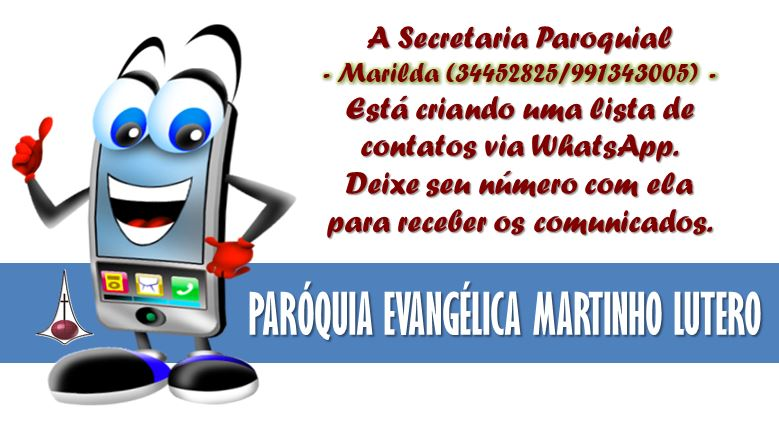 A Secretaria Paroquial
- Marilda (34452825/991343005) -
Está criando uma lista de
contatos via WhatsApp.
Deixe seu número com ela
para receber os comunicados.
PARÓQUIA EVANGÉLICA MARTINHO LUTERO